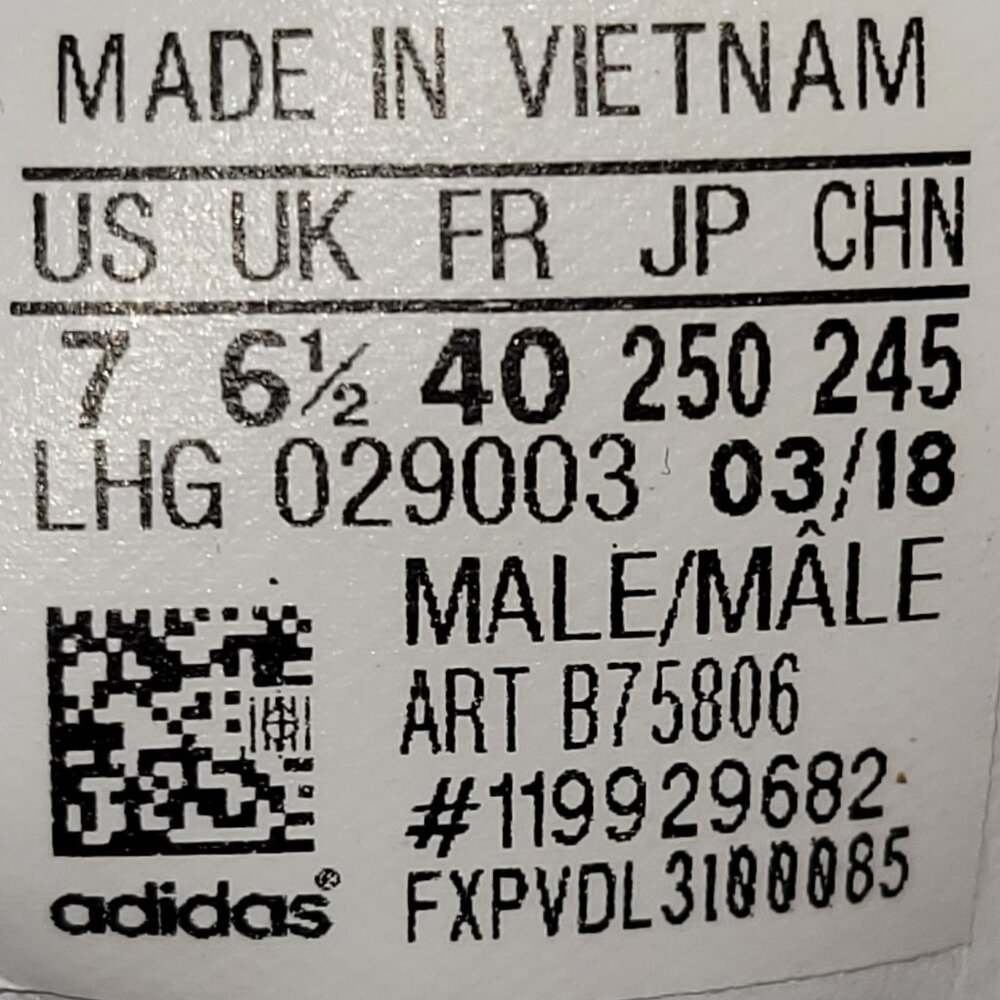 MADE IN VIETNAM
US UK FR JP CHN
7 6½ 40 250 245
LHG 029003 03/18
MALE/MÂLE
ART B75806
#119929682
FXPVDL3100085
adidas®